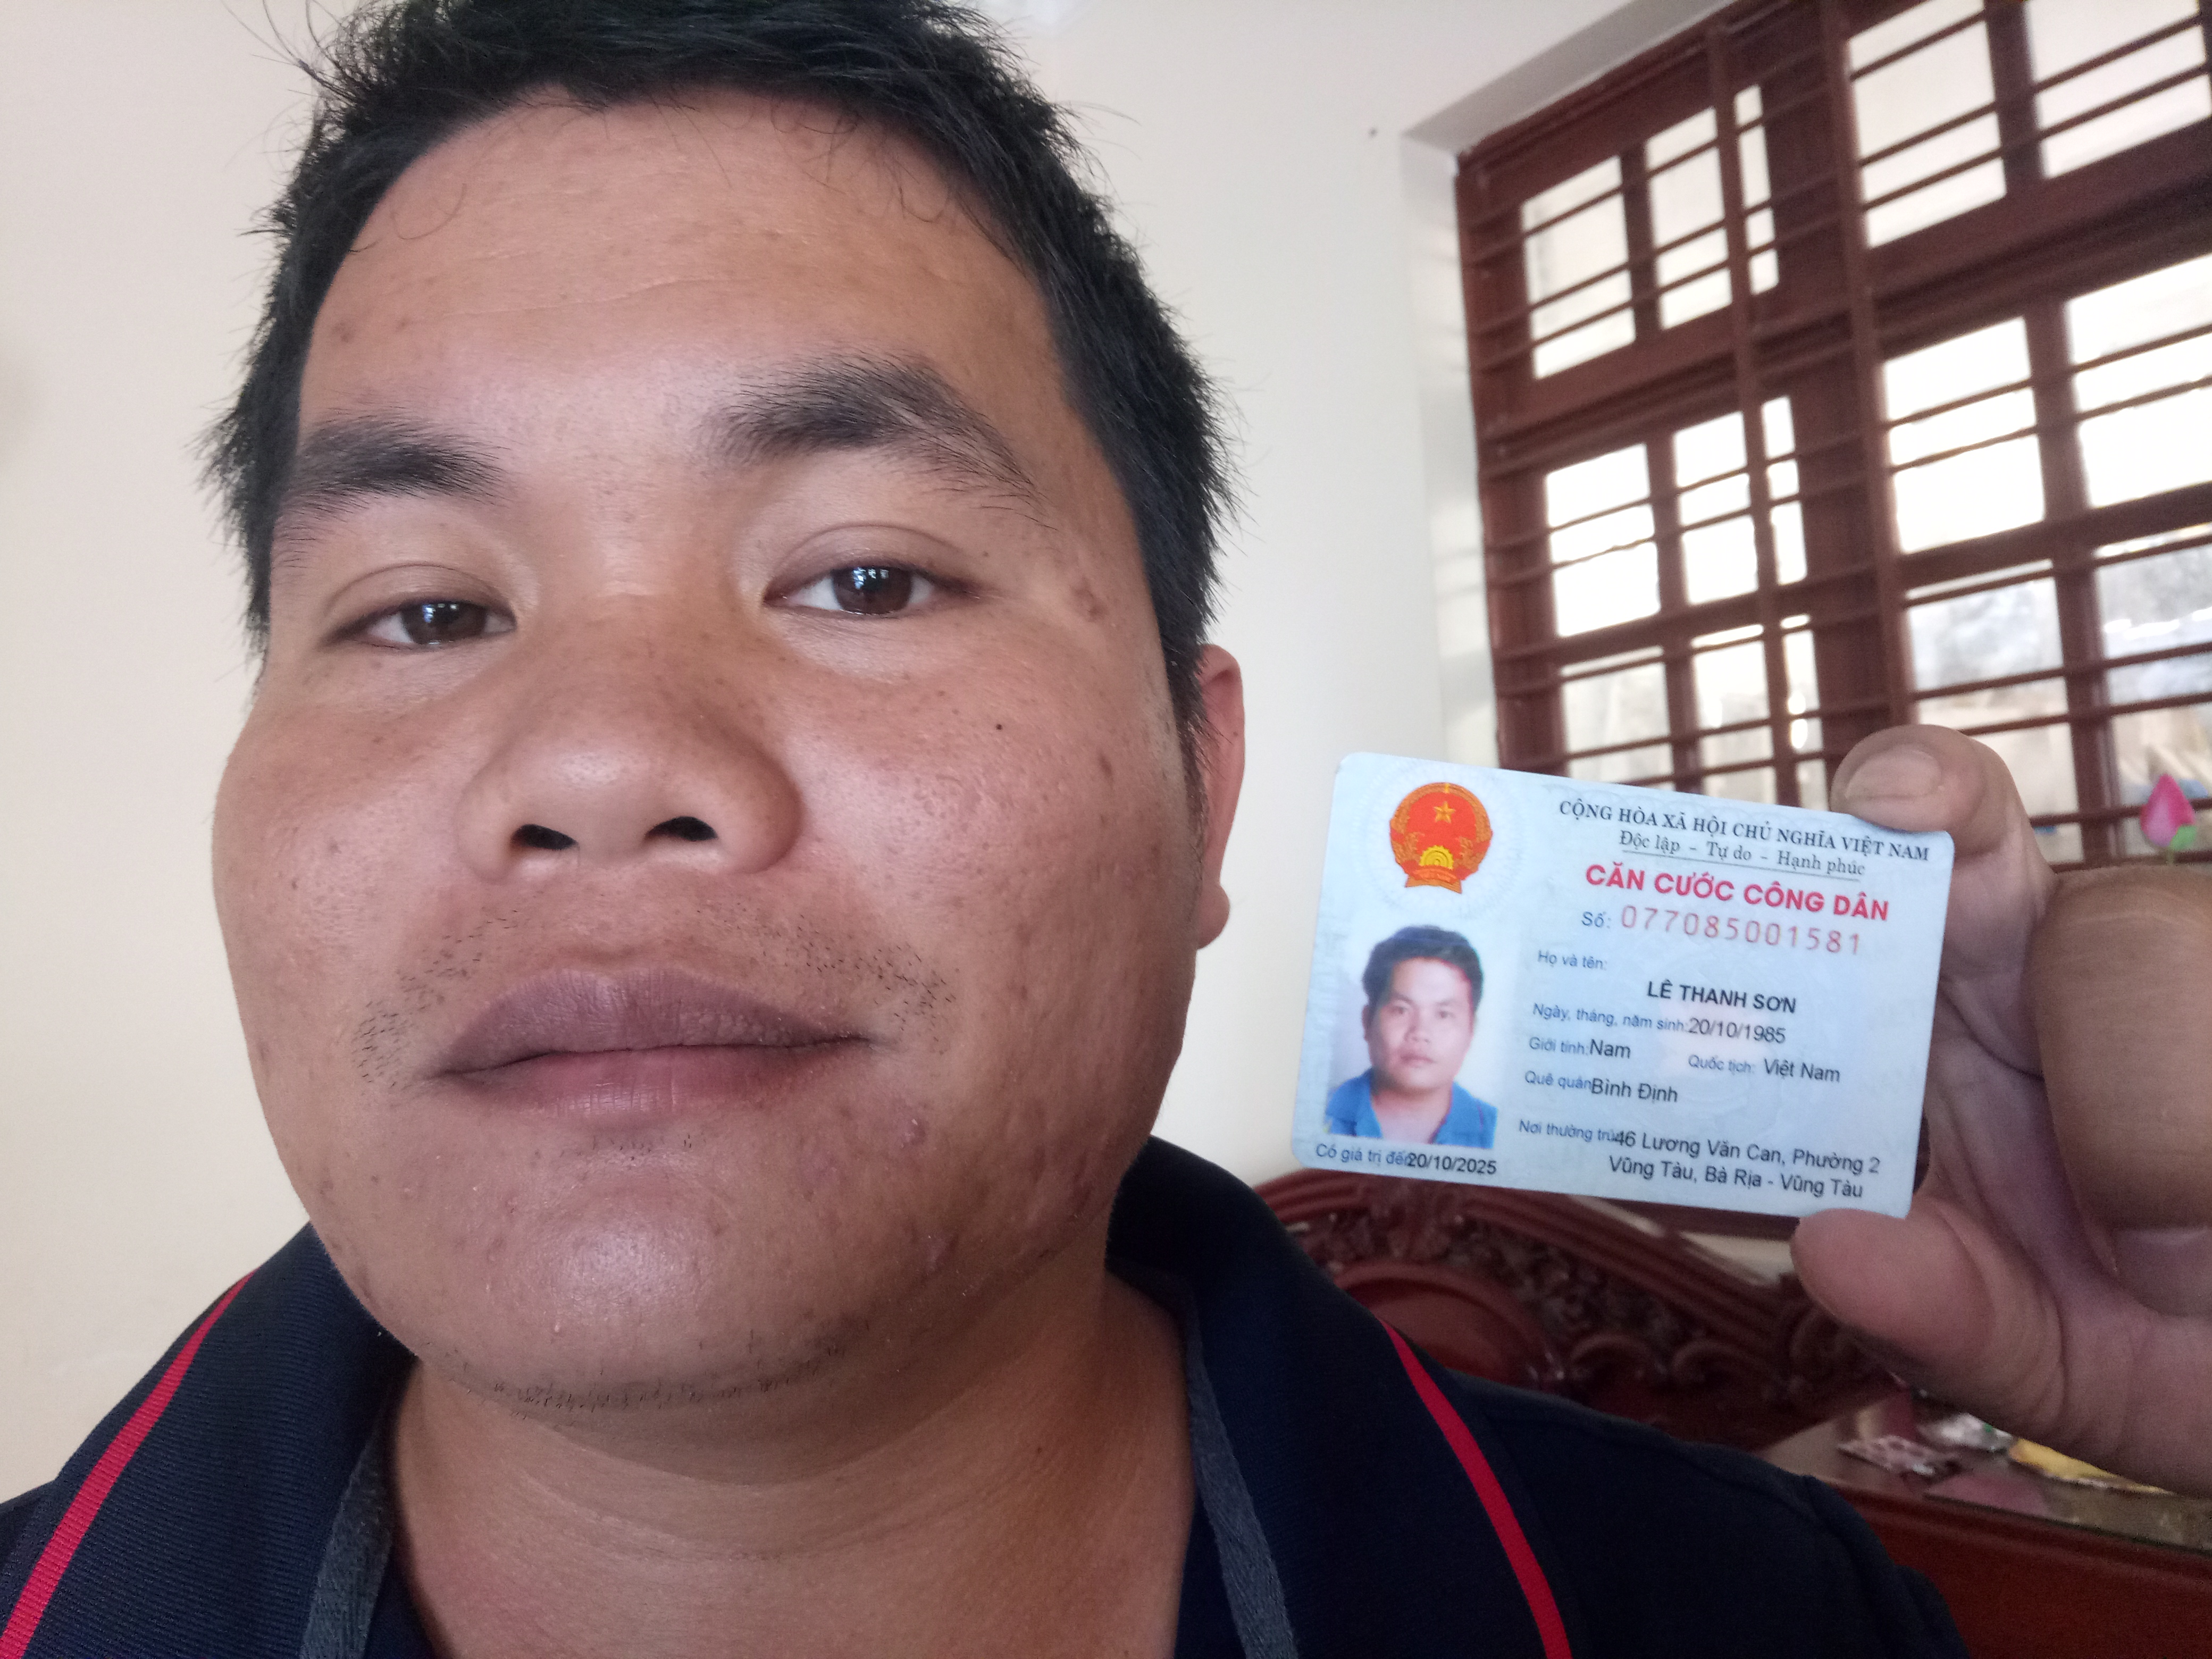 CỘNG HÒA XÃ HỘI CHỦ NGHĨA VIỆT NAM
Độc lập - Tự do - Hạnh phúc
CĂN CƯỚC CÔNG DÂN
Số: 077085001581
Họ và tên:
LÊ THANH SƠN
Ngày, tháng, năm sinh: 20/10/1985
Giới tính: Nam Quốc tịch: Việt Nam
Quê quán Bình Định
Nơi thường trú: 46 Lương Văn Can, Phường 2
Vũng Tàu, Bà Rịa - Vũng Tàu
Có giá trị đến 20/10/2025